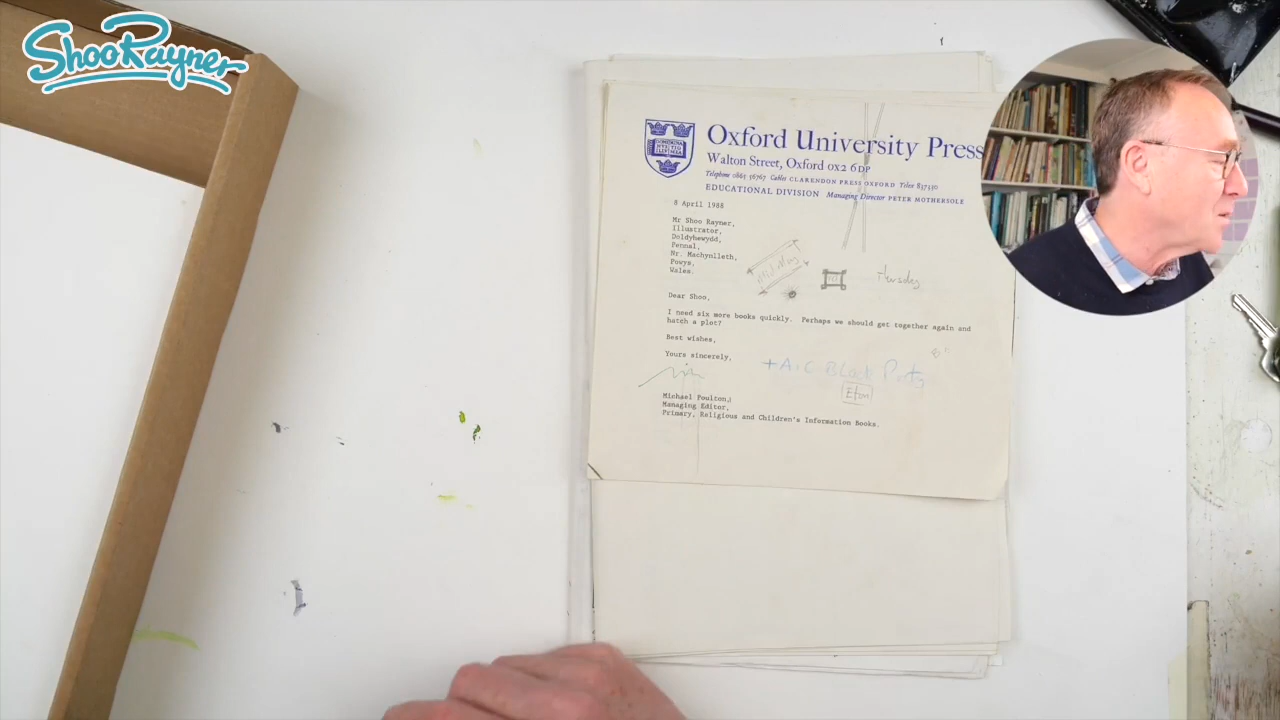 ShooRayner
Oxford University Press
Walton Street, Oxford OX2 6DP
Telephone 0865 56767 Cables CLARENDON PRESS OXFORD Telex 837330
EDUCATIONAL DIVISION Managing Director PETER MOTHERSOLE
8 April 1988
Mr Shoo Rayner,
Illustrator,
Doldyhewydd,
Pennal,
Nr. Machynlleth,
Powys,
Wales.
Thursday
Dear Shoo,
I need six more books quickly. Perhaps we should get together again and
hatch a plot?
Best wishes,
Yours sincerely,
+ A.C Black Party
Michael Poulton,
Managing Editor,
Primary, Religious and Children's Information Books.